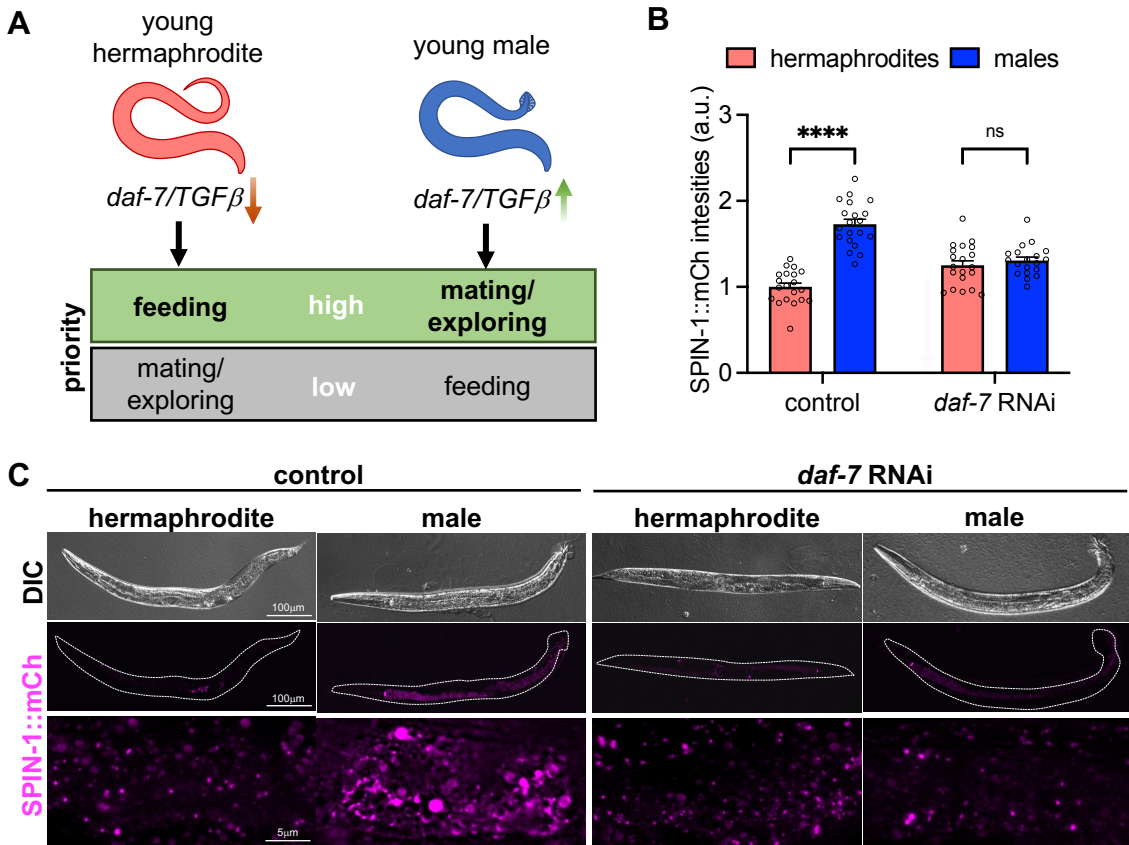 A
young
hermaphrodite
young male
daf-7/TGFβ
daf-7/TGFβ
priority
feeding
high
mating/
exploring
mating/
exploring
low
feeding
B
hermaphrodites
males
SPIN-1::mCh intesities (a.u.)
3
2
1
0
****
ns
control
daf-7 RNAi
C
control
daf-7 RNAi
hermaphrodite
male
hermaphrodite
male
DIC
100μm
SPIN-1::mCh
100μm
5μm